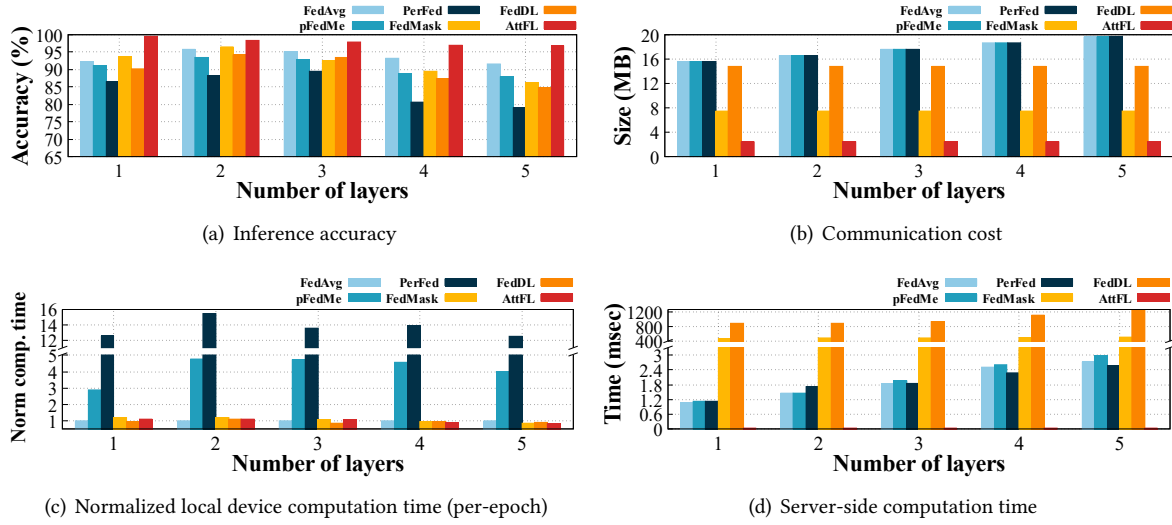 FedAvg PerFed FedDL
pFedMe FedMask AttFL
Accuracy (%)
100
95
90
85
80
75
70
65
1 2 3 4 5
Number of layers
(a) Inference accuracy
FedAvg PerFed FedDL
pFedMe FedMask AttFL
Size (MB)
20
16
12
8
4
0
1 2 3 4 5
Number of layers
(b) Communication cost
FedAvg PerFed FedDL
pFedMe FedMask AttFL
Norm comp. time
16
14
12
5
4
3
2
1
1 2 3 4 5
Number of layers
(c) Normalized local device computation time (per-epoch)
FedAvg PerFed FedDL
pFedMe FedMask AttFL
Time (msec)
1200
800
400
3
2.4
1.8
1.2
0.6
0
1 2 3 4 5
Number of layers
(d) Server-side computation time